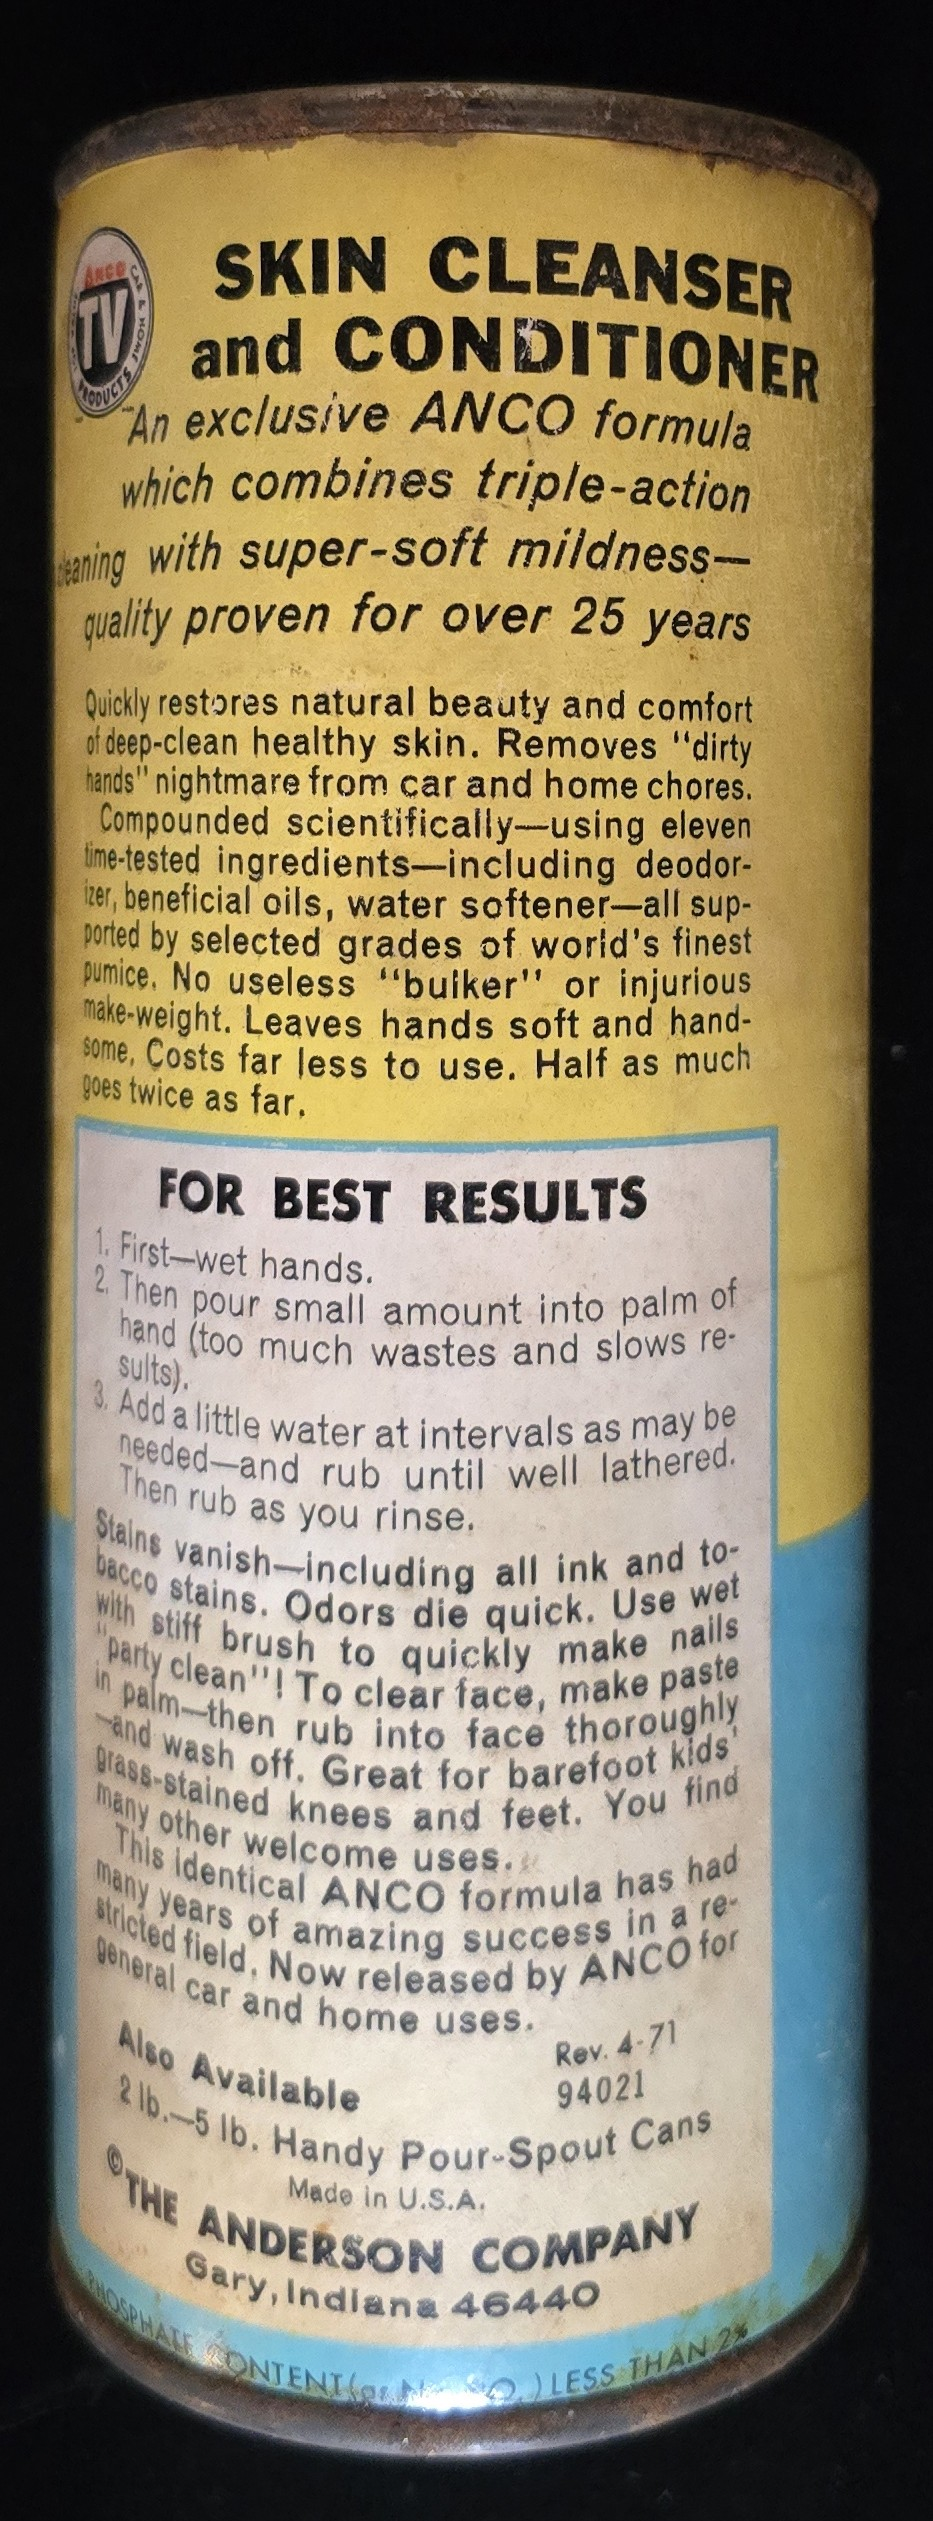 ANCO
TV
CAR & HOME
PRODUCTS
SKIN CLEANSER
and CONDITIONER
An exclusive ANCO formula
which combines triple-action
cleaning with super-soft mildness—
quality proven for over 25 years
Quickly restores natural beauty and comfort
of deep-clean healthy skin. Removes "dirty
hands" nightmare from car and home chores.
Compounded scientifically—using eleven
time-tested ingredients—including deodor-
izer, beneficial oils, water softener—all sup-
ported by selected grades of world's finest
pumice. No useless "bulker" or injurious
make-weight. Leaves hands soft and hand-
some. Costs far less to use. Half as much
goes twice as far.
FOR BEST RESULTS
1. First—wet hands.
2. Then pour small amount into palm of
hand (too much wastes and slows re-
sults).
3. Add a little water at intervals as may be
needed—and rub until well lathered.
Then rub as you rinse.
Stains vanish—including all ink and to-
bacco stains. Odors die quick. Use wet
with stiff brush to quickly make nails
"party clean"! To clear face, make paste
in palm—then rub into face thoroughly
—and wash off. Great for barefoot kids'
grass-stained knees and feet. You find
many other welcome uses.
This identical ANCO formula has had
many years of amazing success in a re-
stricted field. Now released by ANCO for
general car and home uses.
Rev. 4-71
Also Available 94021
2 lb.—5 lb. Handy Pour-Spout Cans
Made in U.S.A.
© THE ANDERSON COMPANY
Gary, Indiana 46440
PHOSPHATE CONTENT (as ) LESS THAN 2%